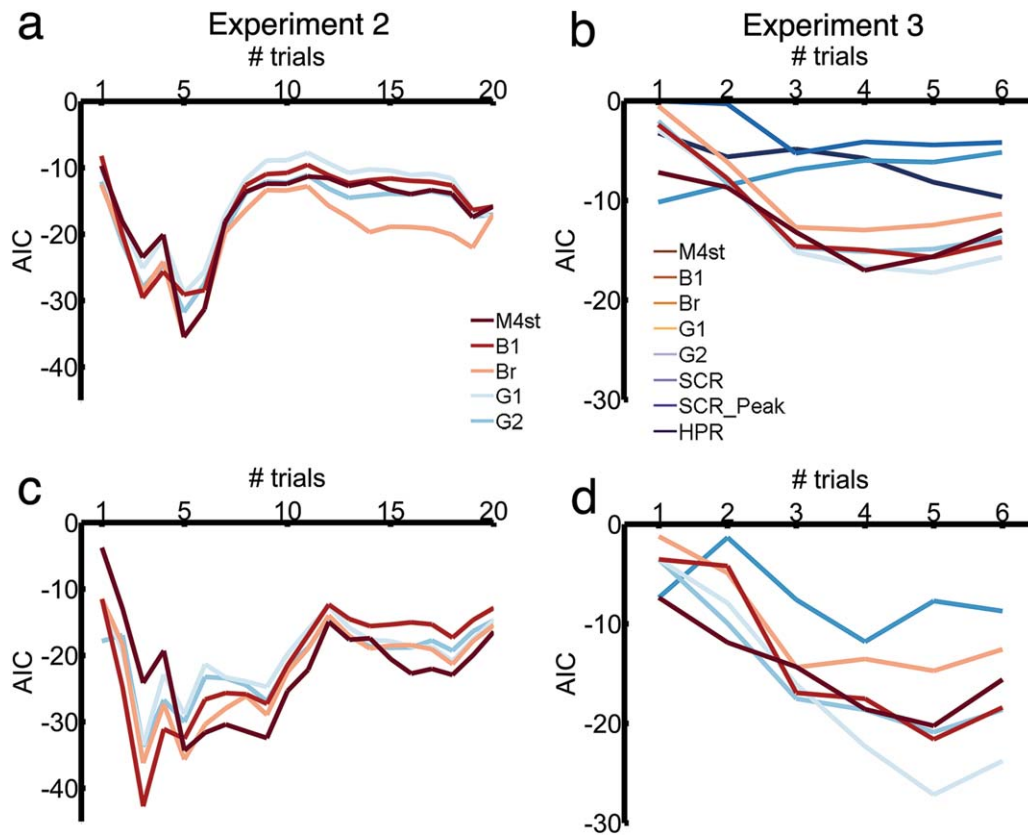 a
Experiment 2
# trials
1 5 10 15 20
0
-10
-20
-30
-40
AIC
M4st
B1
Br
G1
G2
b
Experiment 3
# trials
1 2 3 4 5 6
0
-10
-20
-30
AIC
M4st
B1
Br
G1
G2
SCR
SCR_Peak
HPR
c
# trials
1 5 10 15 20
0
-10
-20
-30
-40
AIC
d
# trials
1 2 3 4 5 6
0
-10
-20
-30
AIC